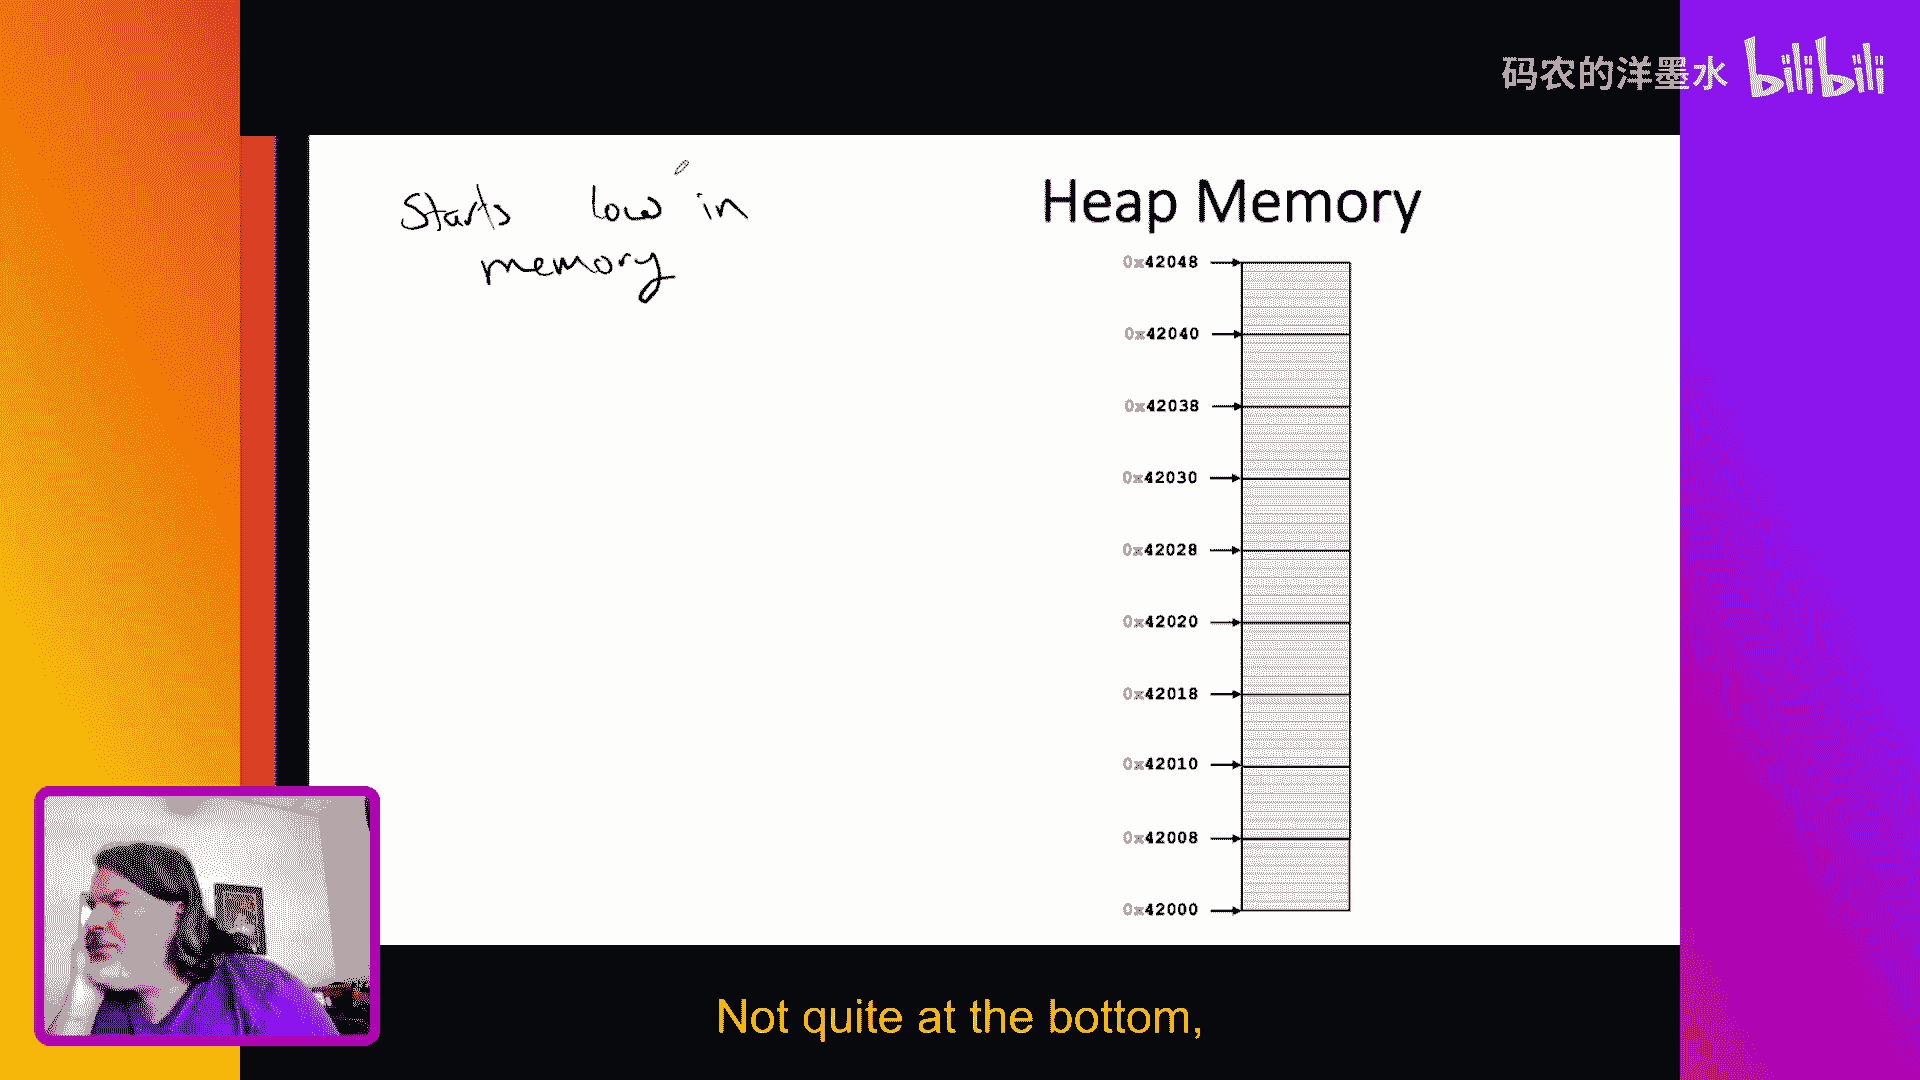 码农的洋墨水 bilibili
Starts low in
memory
Heap Memory
0x42048
0x42040
0x42038
0x42030
0x42028
0x42020
0x42018
0x42010
0x42008
0x42000
Not quite at the bottom,